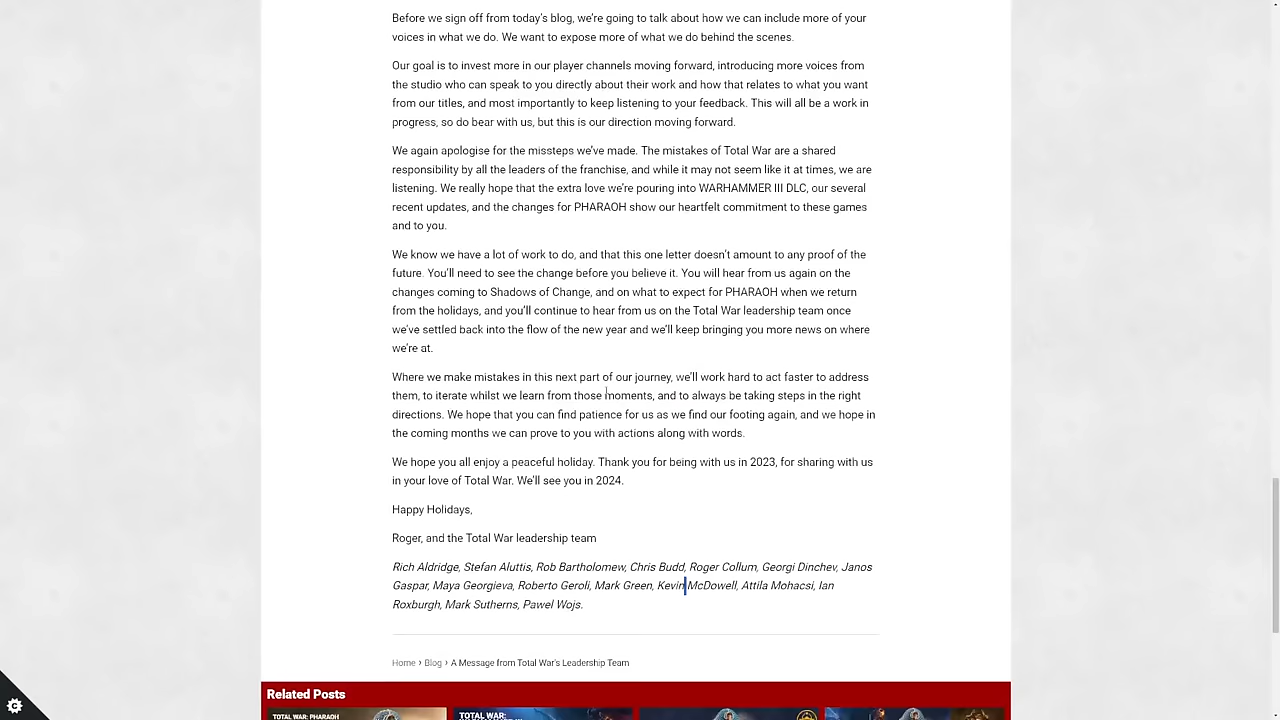 Before we sign off from today's blog, we're going to talk about how we can include more of your
voices in what we do. We want to expose more of what we do behind the scenes.
Our goal is to invest more in our player channels moving forward, introducing more voices from
the studio who can speak to you directly about their work and how that relates to what you want
from our titles, and most importantly to keep listening to your feedback. This will all be a work in
progress, so do bear with us, but this is our direction moving forward.
We again apologise for the missteps we've made. The mistakes of Total War are a shared
responsibility by all the leaders of the franchise, and while it may not seem like it at times, we are
listening. We really hope that the extra love we're pouring into WARHAMMER III DLC, our several
recent updates, and the changes for PHARAOH show our heartfelt commitment to these games
and to you.
We know we have a lot of work to do, and that this one letter doesn't amount to any proof of the
future. You'll need to see the change before you believe it. You will hear from us again on the
changes coming to Shadows of Change, and on what to expect for PHARAOH when we return
from the holidays, and you'll continue to hear from us on the Total War leadership team once
we've settled back into the flow of the new year and we'll keep bringing you more news on where
we're at.
Where we make mistakes in this next part of our journey, we'll work hard to act faster to address
them, to iterate whilst we learn from those moments, and to always be taking steps in the right
directions. We hope that you can find patience for us as we find our footing again, and we hope in
the coming months we can prove to you with actions along with words.
We hope you all enjoy a peaceful holiday. Thank you for being with us in 2023, for sharing with us
in your love of Total War. We'll see you in 2024.
Happy Holidays,
Roger, and the Total War leadership team
Rich Aldridge, Stefan Aluttis, Rob Bartholomew, Chris Budd, Roger Collum, Georgi Dinchev, Janos
Gaspar, Maya Georgieva, Roberto Geroli, Mark Green, Kevin McDowell, Attila Mohacsi, Ian
Roxburgh, Mark Sutherns, Pawel Wojs.
Home › Blog › A Message from Total War's Leadership Team
Related Posts
TOTAL WAR: PHARAOH
TOTAL WAR: